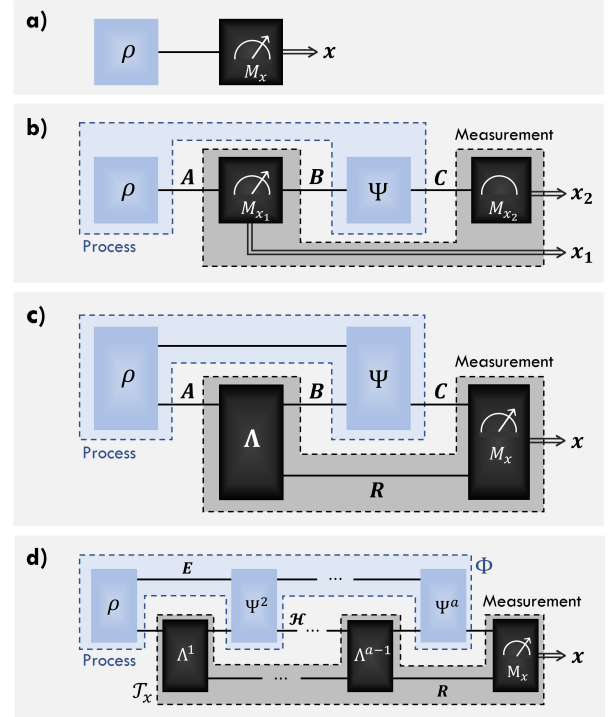 a)
ρ
M_x
x
b)
Measurement
ρ
A
M_{x_1}
B
Ψ
C
M_{x_2}
x_2
Process
x_1
c)
ρ
Ψ
Measurement
A
B
C
Process
Λ
M_x
x
R
d)
E
Φ
ρ
Ψ^2
...
Ψ^a
Measurement
ℋ
...
Process
Λ^1
Λ^{a−1}
M_x
x
𝒯_x
...
R